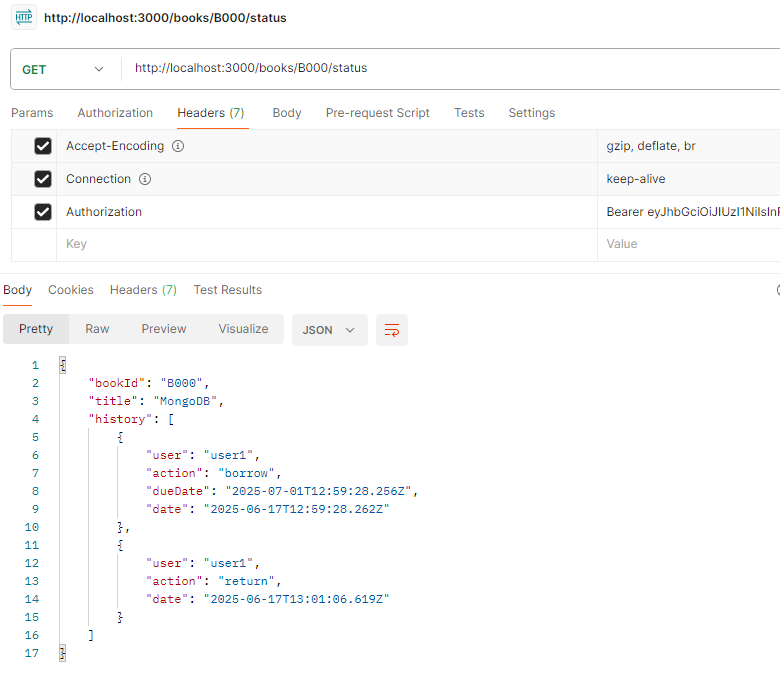 HTTP http://localhost:3000/books/B000/status
GET http://localhost:3000/books/B000/status
Params Authorization Headers (7) Body Pre-request Script Tests Settings
Accept-Encoding gzip, deflate, br
Connection keep-alive
Authorization Bearer eyJhbGciOiJIUzI1NiIsInR
Key Value
Body Cookies Headers (7) Test Results
Pretty Raw Preview Visualize JSON
1 {
2 "bookId": "B000",
3 "title": "MongoDB",
4 "history": [
5 {
6 "user": "user1",
7 "action": "borrow",
8 "dueDate": "2025-07-01T12:59:28.256Z",
9 "date": "2025-06-17T12:59:28.262Z"
10 },
11 {
12 "user": "user1",
13 "action": "return",
14 "date": "2025-06-17T13:01:06.619Z"
15 }
16 ]
17 }